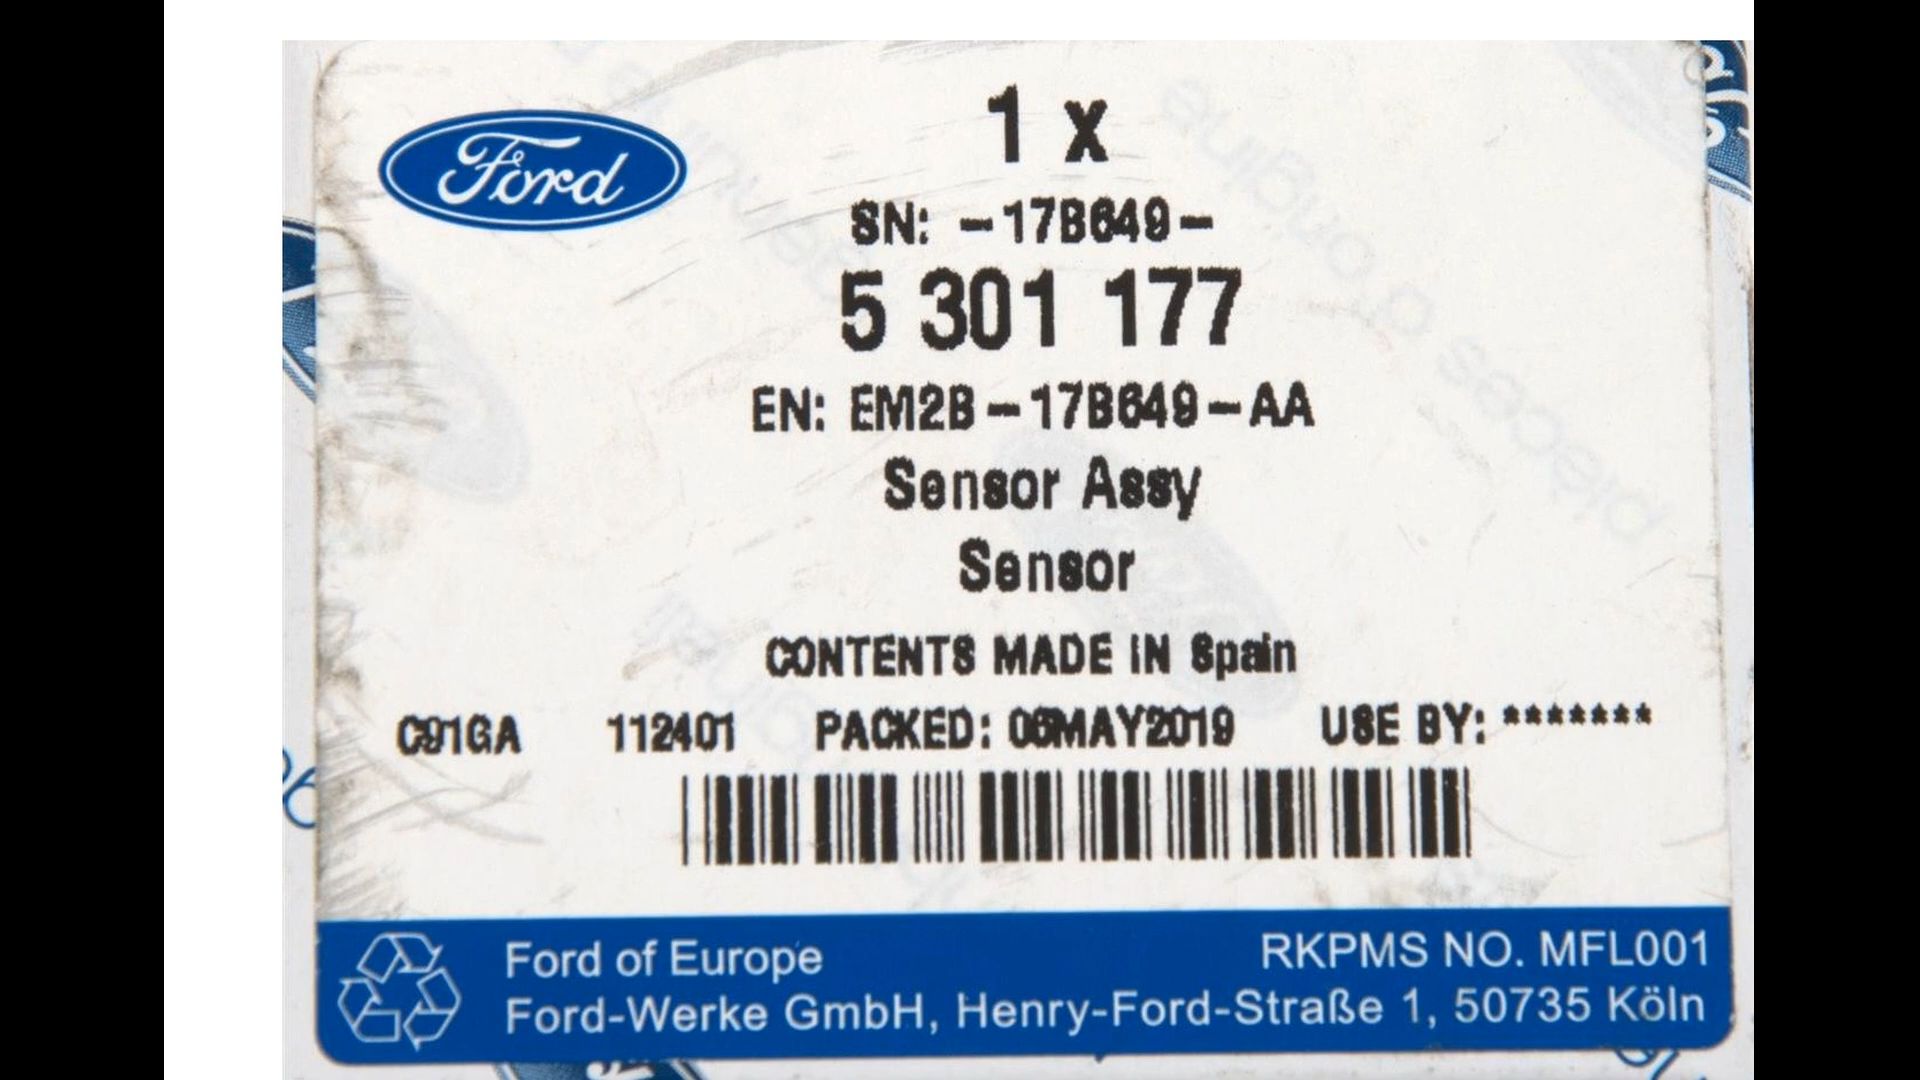 Ford
1 x
SN: -17B649-
5 301 177
EN: EM2B-17B649-AA
Sensor Assy
Sensor
CONTENTS MADE IN Spain
C91GA 112401 PACKED: 06MAY2019 USE BY: *******
Ford of Europe RKPMS NO. MFL001
Ford-Werke GmbH, Henry-Ford-Straße 1, 50735 Köln